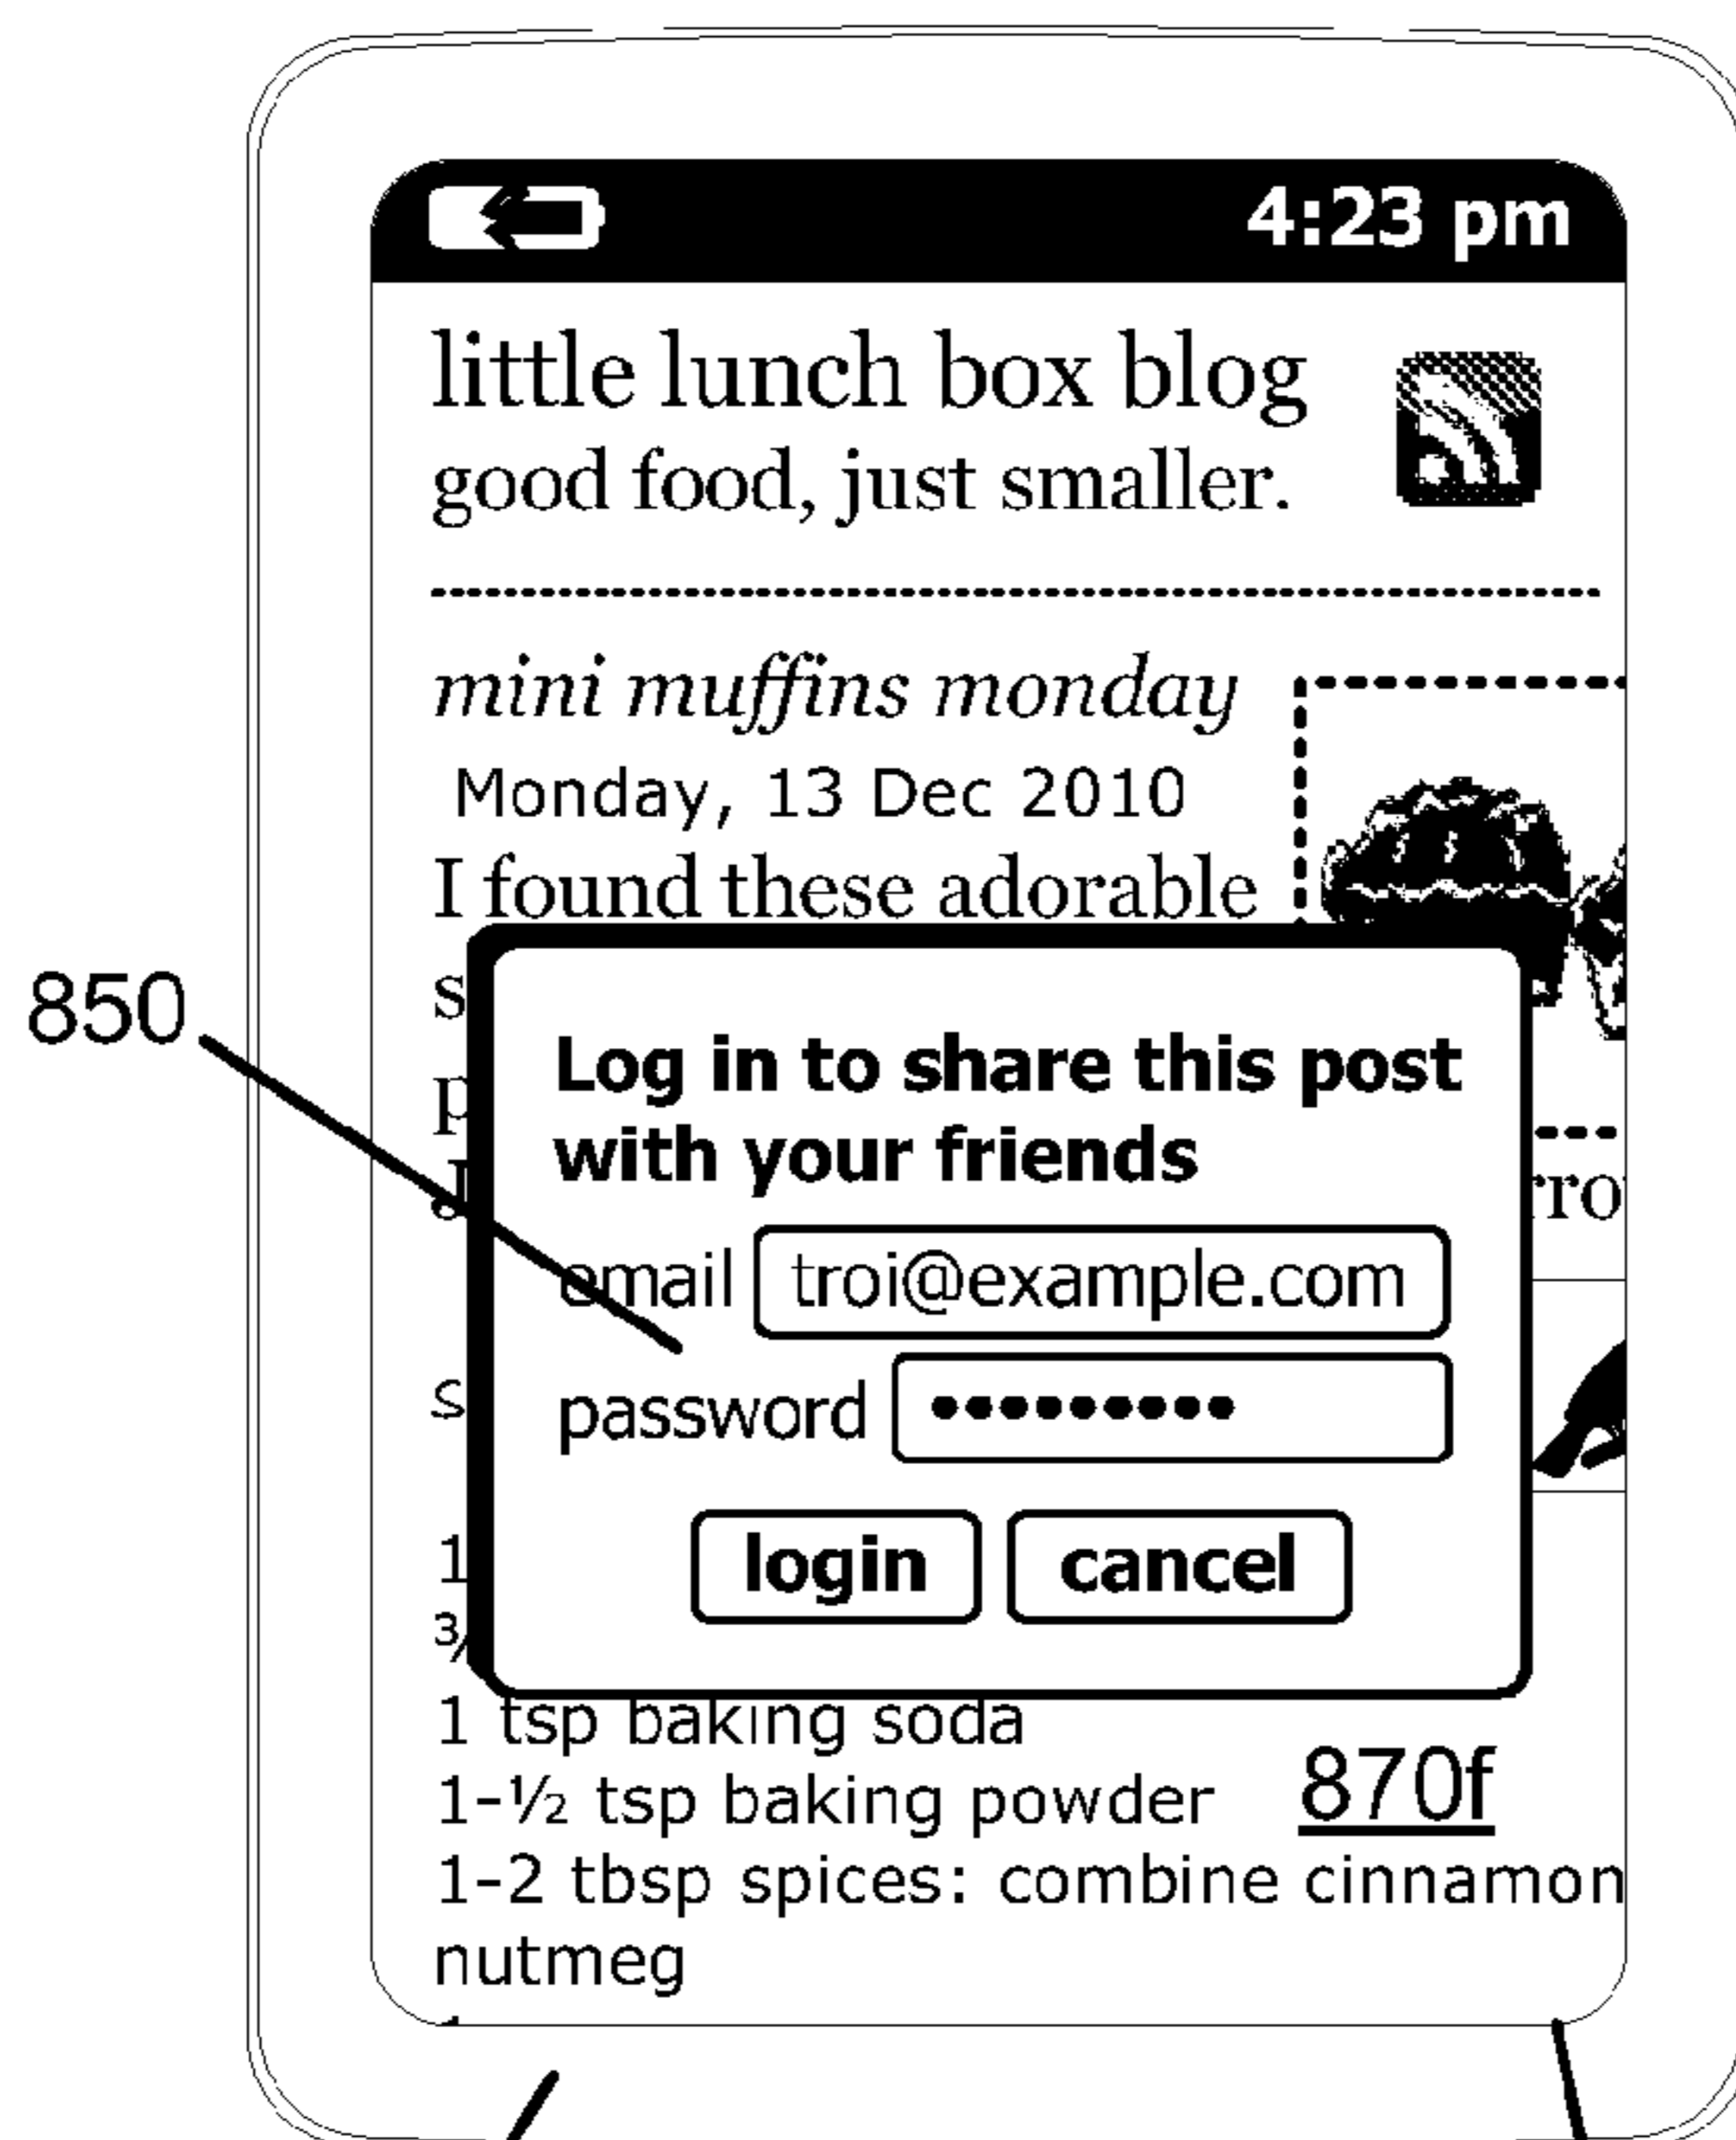 4:23 pm
little lunch box blog
good food, just smaller.
mini muffins monday
Monday, 13 Dec 2010
I found these adorable
850
Log in to share this post
with your friends
email troi@example.com
password •••••••••
login cancel
1 tsp baking soda
1-½ tsp baking powder
870f
1-2 tbsp spices: combine cinnamon
nutmeg